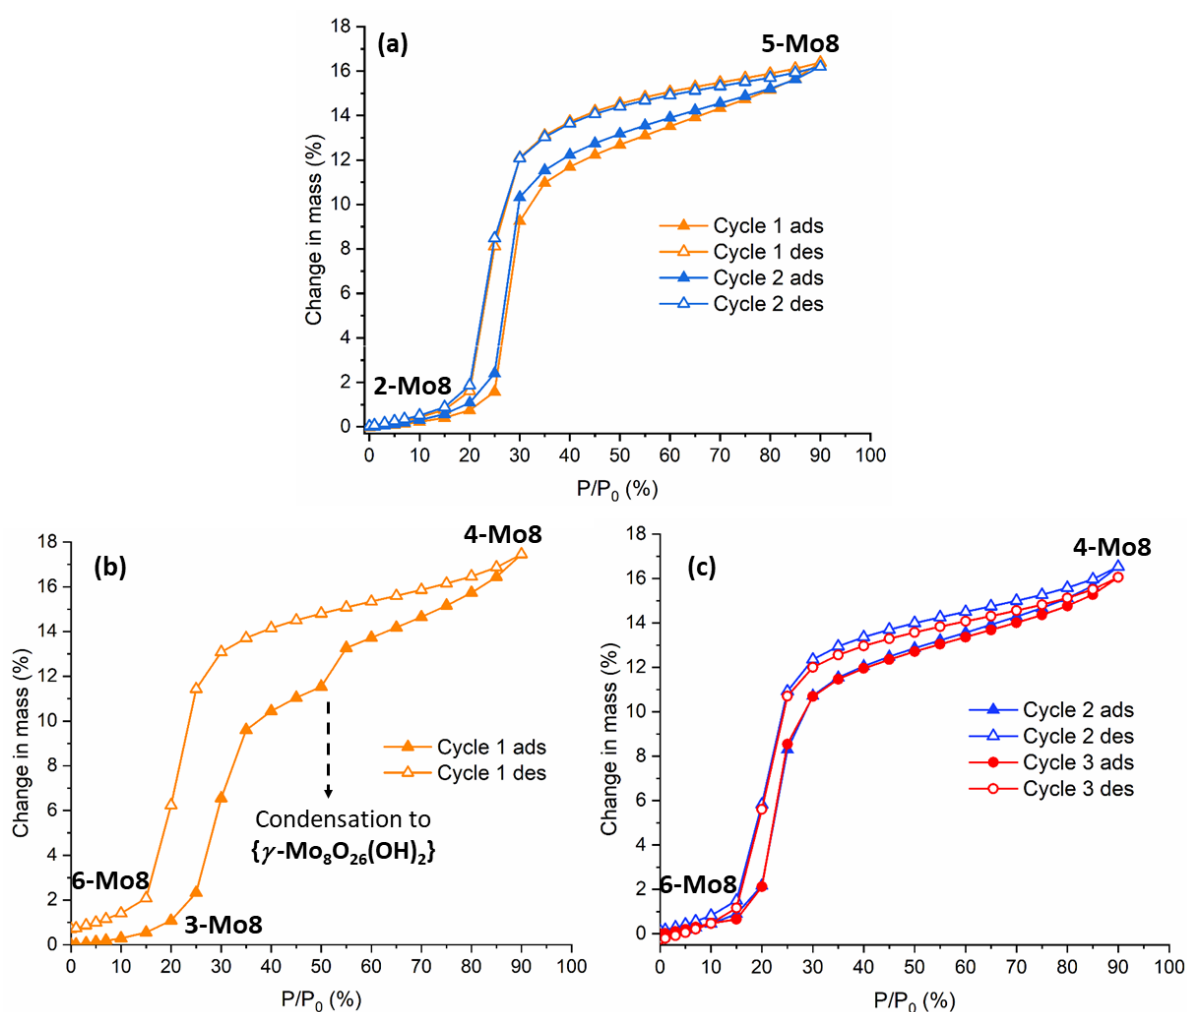 (a)
5-Mo8
18
16
14
12
10
8
6
4
2
0
Change in mass (%)
Cycle 1 ads
Cycle 1 des
Cycle 2 ads
Cycle 2 des
2-Mo8
0 10 20 30 40 50 60 70 80 90 100
P/P₀ (%)
(b)
4-Mo8
18
16
14
12
10
8
6
4
2
0
Change in mass (%)
Cycle 1 ads
Cycle 1 des
Condensation to
{γ-Mo₈O₂₆(OH)₂}
6-Mo8
3-Mo8
0 10 20 30 40 50 60 70 80 90 100
P/P₀ (%)
(c)
4-Mo8
18
16
14
12
10
8
6
4
2
0
Change in mass (%)
Cycle 2 ads
Cycle 2 des
Cycle 3 ads
Cycle 3 des
6-Mo8
0 10 20 30 40 50 60 70 80 90 100
P/P₀ (%)